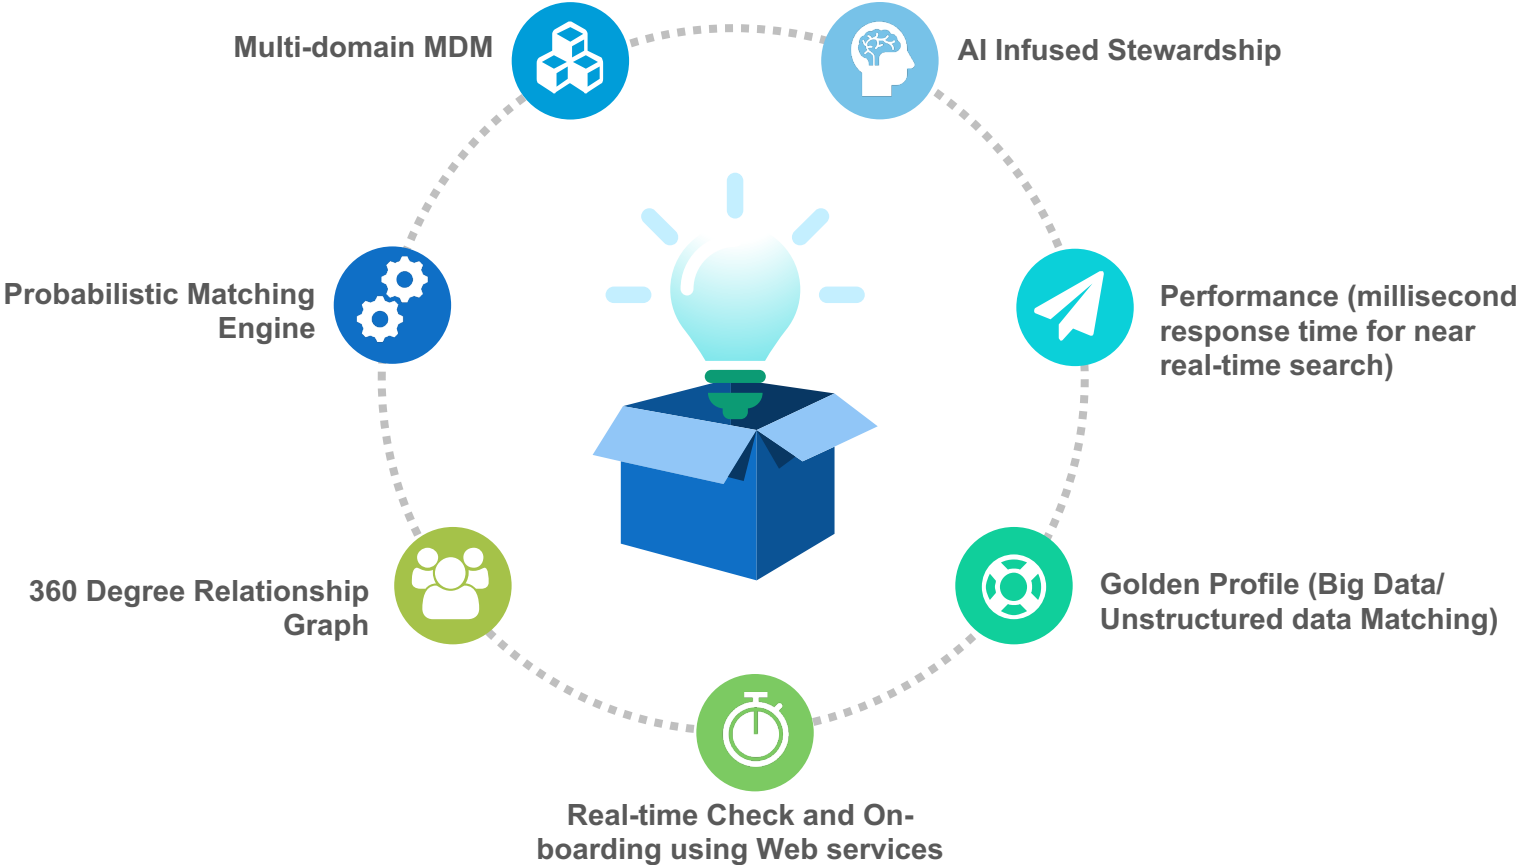 Multi-domain MDM
AI Infused Stewardship
Probabilistic Matching
Engine
Performance (millisecond
response time for near
real-time search)
360 Degree Relationship
Graph
Golden Profile (Big Data/
Unstructured data Matching)
Real-time Check and On-
boarding using Web services